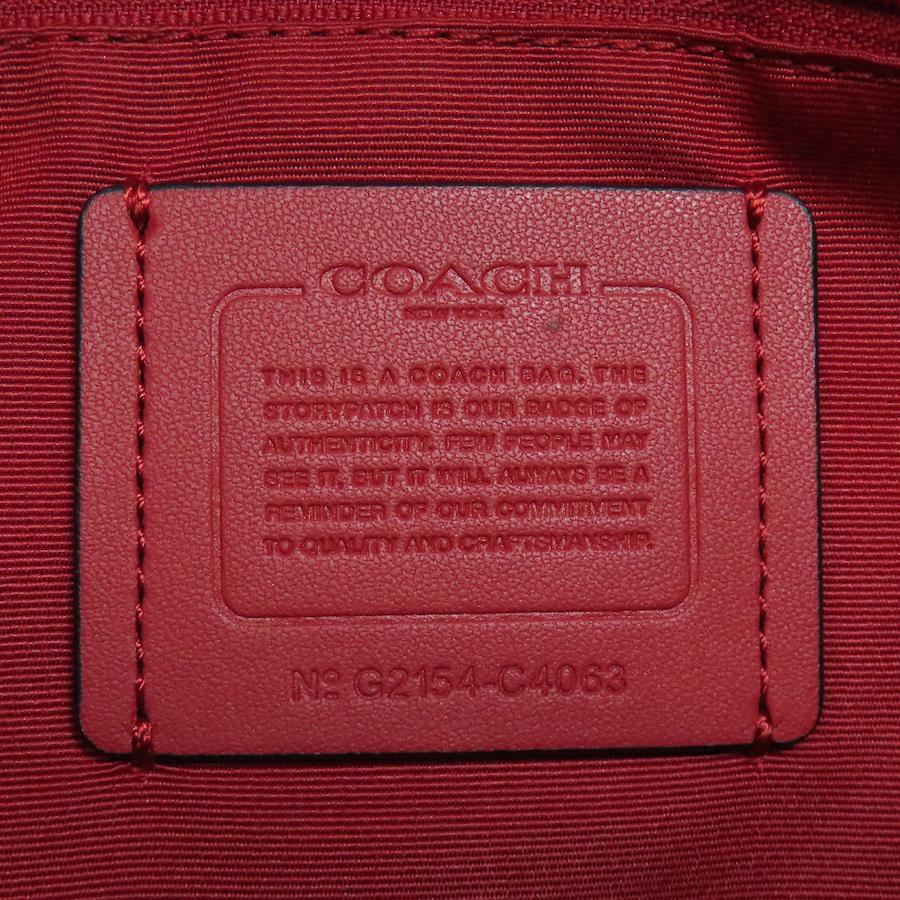 COACH
NEW YORK
THIS IS A COACH BAG. THE
STORYPATCH IS OUR BADGE OF
AUTHENTICITY. FEW PEOPLE MAY
SEE IT, BUT IT WILL ALWAYS BE A
REMINDER OF OUR COMMITMENT
TO QUALITY AND CRAFTSMANSHIP.
Nº G2154-C4063